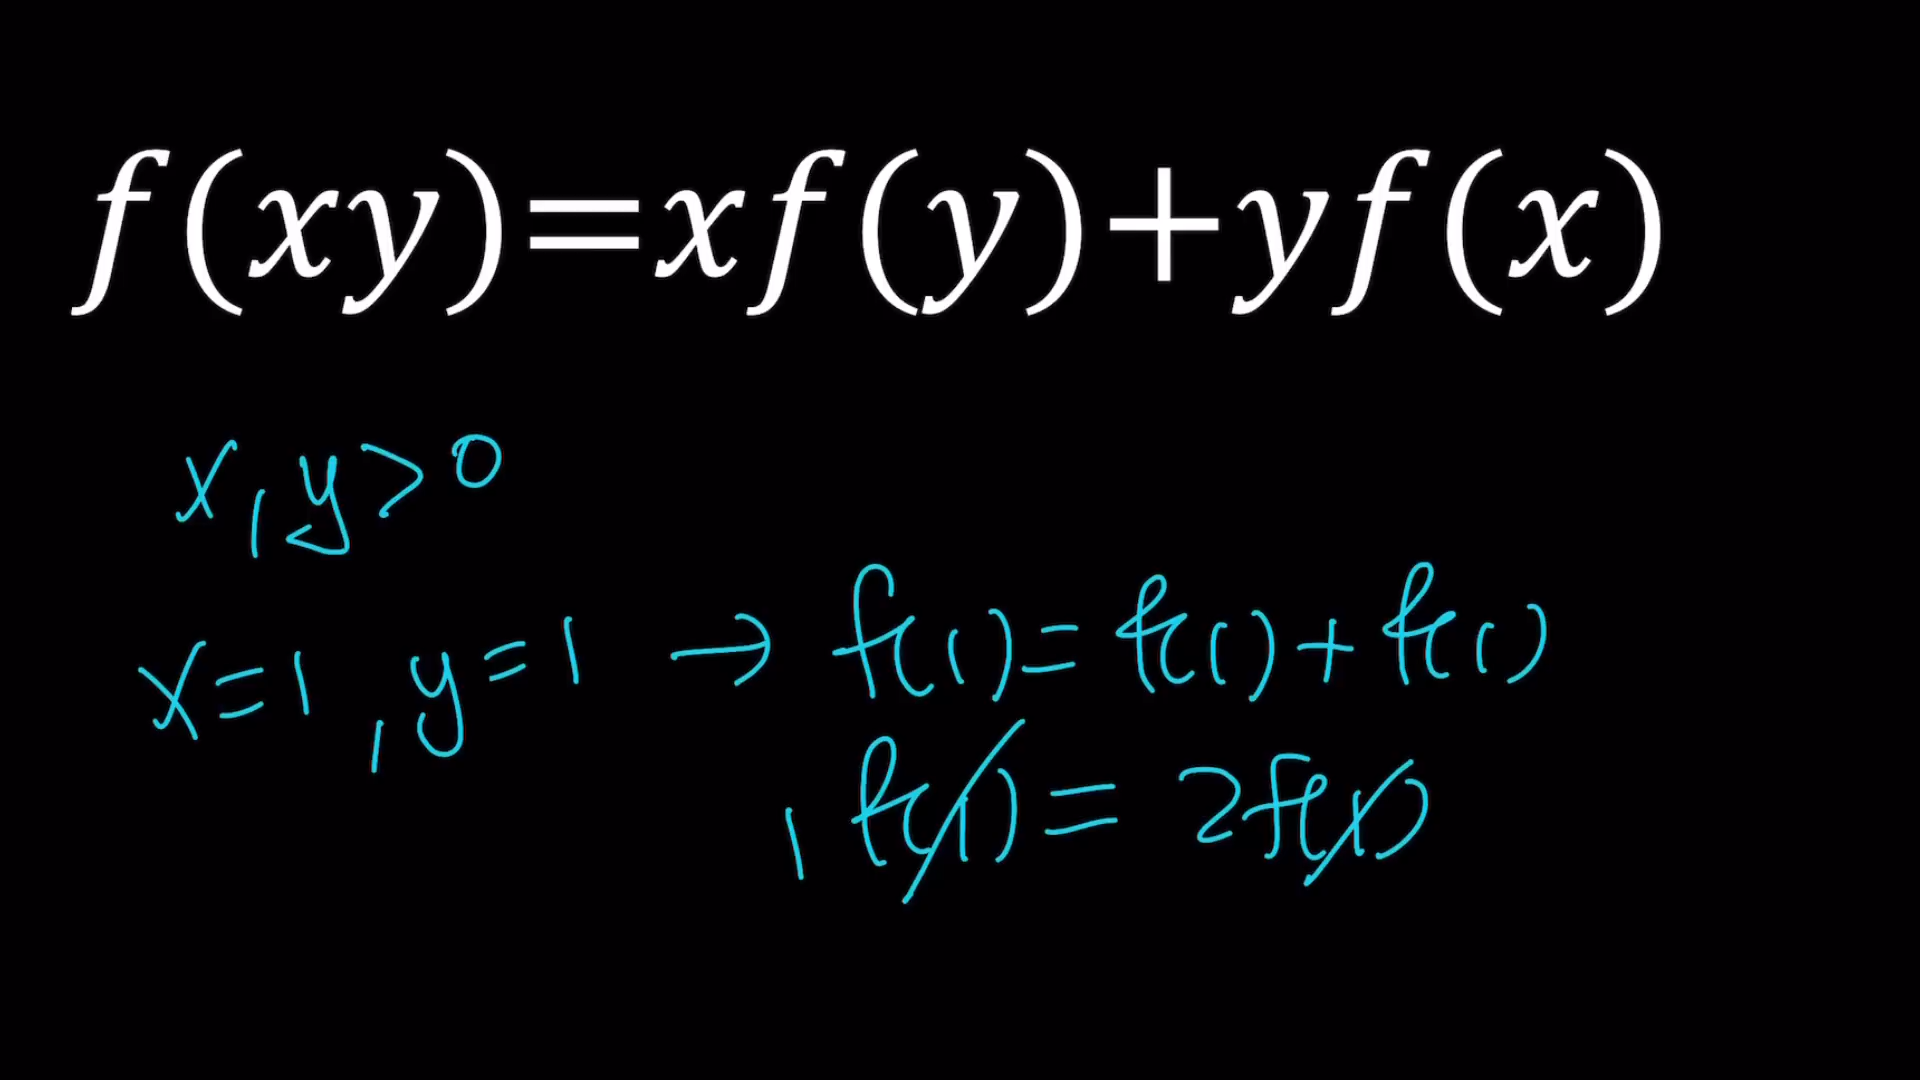 f(xy)=xf(y)+yf(x)
x,y>0
x=1, y=1 → f(1)= f(1)+f(1)
1 f(1) = 2f(1)